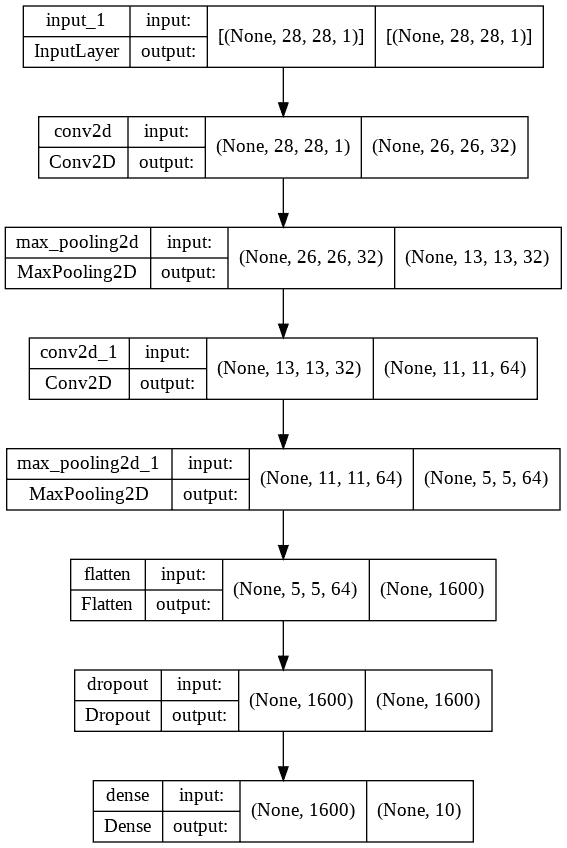 input_1 input: [(None, 28, 28, 1)] [(None, 28, 28, 1)]
InputLayer output:
conv2d input: (None, 28, 28, 1) (None, 26, 26, 32)
Conv2D output:
max_pooling2d input: (None, 26, 26, 32) (None, 13, 13, 32)
MaxPooling2D output:
conv2d_1 input: (None, 13, 13, 32) (None, 11, 11, 64)
Conv2D output:
max_pooling2d_1 input: (None, 11, 11, 64) (None, 5, 5, 64)
MaxPooling2D output:
flatten input: (None, 5, 5, 64) (None, 1600)
Flatten output:
dropout input: (None, 1600) (None, 1600)
Dropout output:
dense input: (None, 1600) (None, 10)
Dense output: